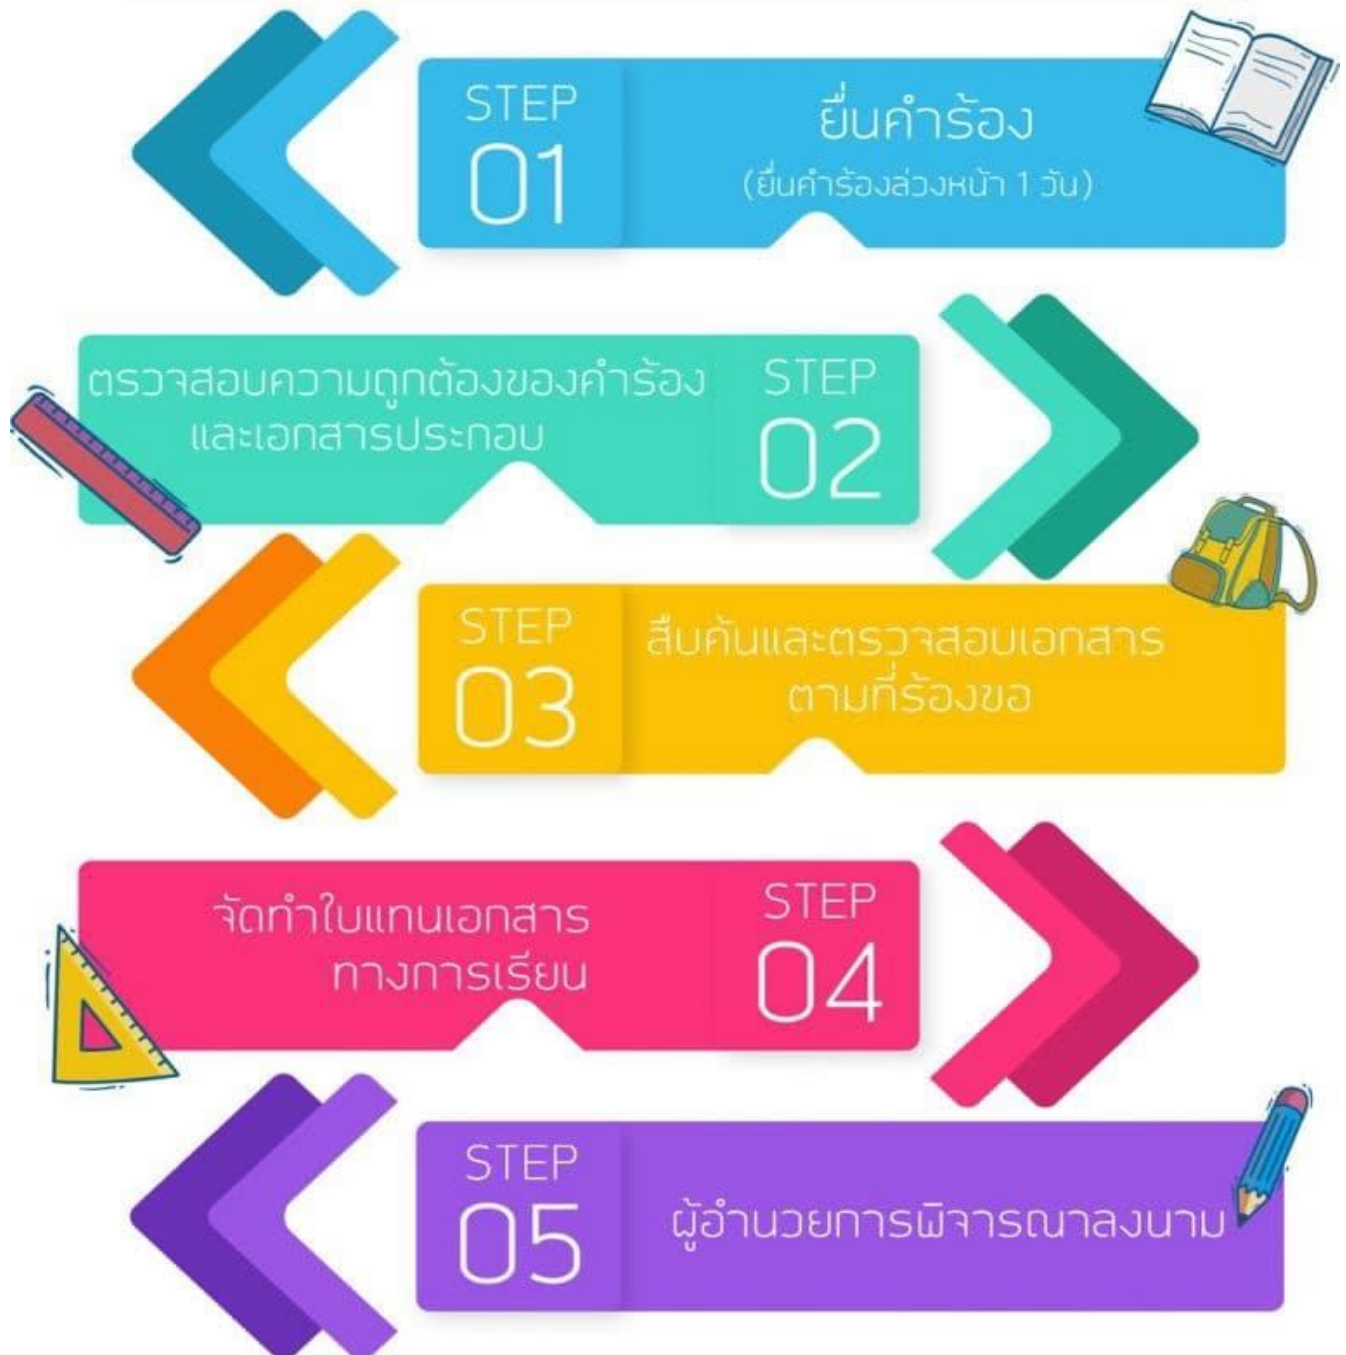 STEP
01
ยื่นคำร้อง
(ยื่นคำร้องล่วงหน้า 1 วัน)
ตรวจสอบความถูกต้องของคำร้อง
และเอกสารประกอบ
STEP
02
STEP
03
สืบค้นและตรวจสอบเอกสาร
ตามที่ร้องขอ
จัดทำใบแทนเอกสาร
ทางการเรียน
STEP
04
STEP
05
ผู้อำนวยการพิจารณาลงนาม